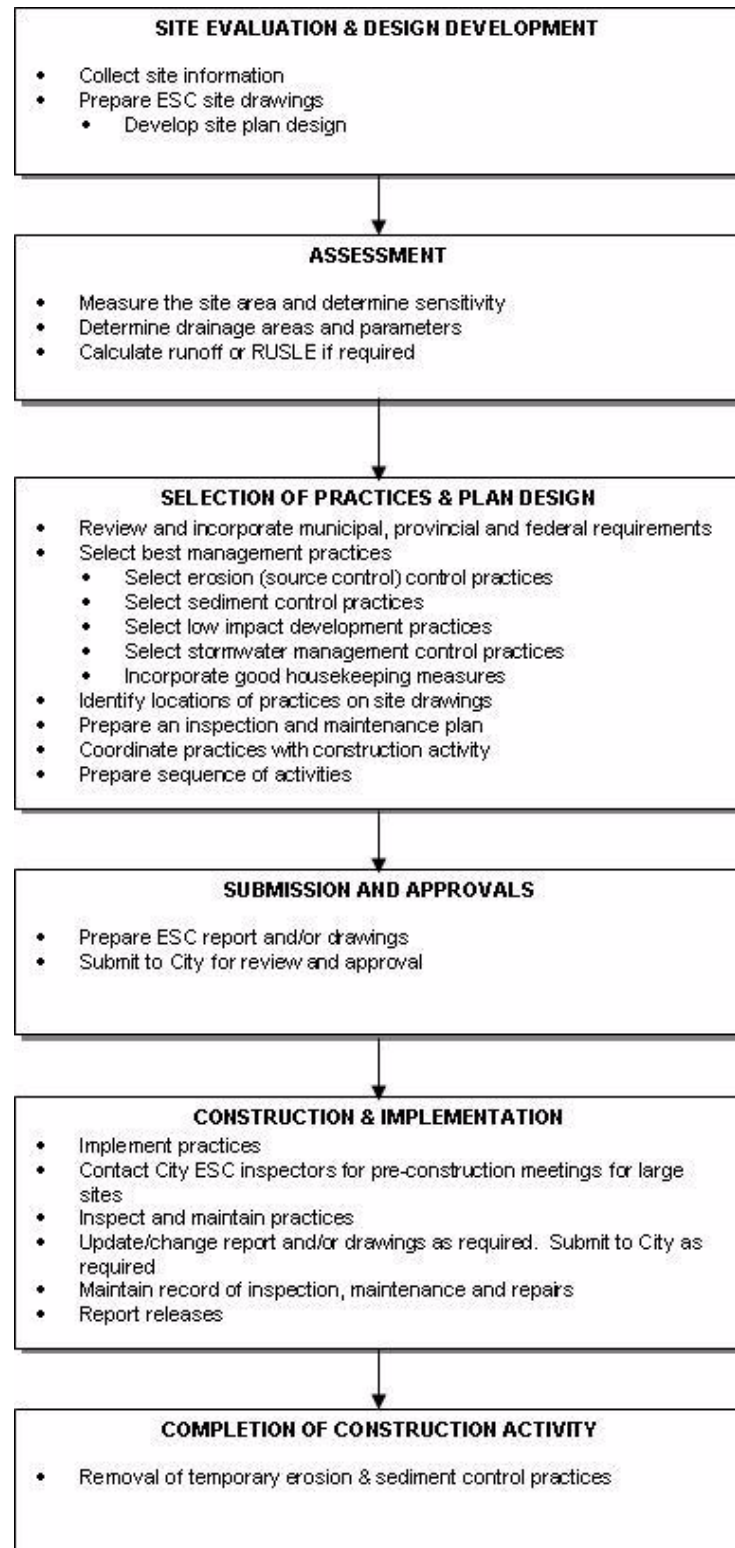 SITE EVALUATION & DESIGN DEVELOPMENT
• Collect site information
• Prepare ESC site drawings
• Develop site plan design
ASSESSMENT
• Measure the site area and determine sensitivity
• Determine drainage areas and parameters
• Calculate runoff or RUSLE if required
SELECTION OF PRACTICES & PLAN DESIGN
• Review and incorporate municipal, provincial and federal requirements
• Select best management practices
• Select erosion (source control) control practices
• Select sediment control practices
• Select low impact development practices
• Select stormwater management control practices
• Incorporate good housekeeping measures
• Identify locations of practices on site drawings
• Prepare an inspection and maintenance plan
• Coordinate practices with construction activity
• Prepare sequence of activities
SUBMISSION AND APPROVALS
• Prepare ESC report and/or drawings
• Submit to City for review and approval
CONSTRUCTION & IMPLEMENTATION
• Implement practices
• Contact City ESC inspectors for pre-construction meetings for large
sites
• Inspect and maintain practices
• Update/change report and/or drawings as required. Submit to City as
required
• Maintain record of inspection, maintenance and repairs
• Report releases
COMPLETION OF CONSTRUCTION ACTIVITY
• Removal of temporary erosion & sediment control practices